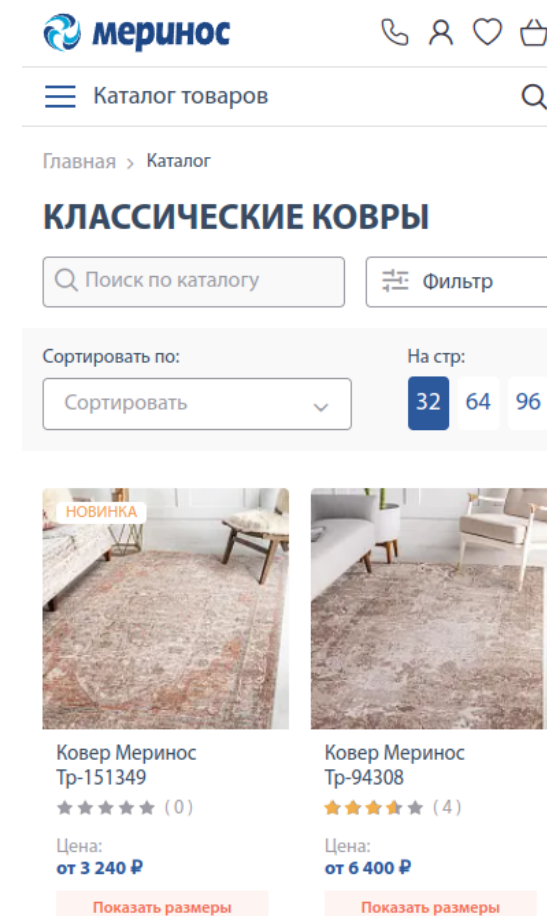 меринос
Каталог товаров
Главная > Каталог
КЛАССИЧЕСКИЕ КОВРЫ
Поиск по каталогу
Фильтр
Сортировать по:
На стр:
Сортировать
32 64 96
НОВИНКА
Ковер Меринос
Тр-151349
(0)
Цена:
от 3 240 ₽
Показать размеры
Ковер Меринос
Тр-94308
(4)
Цена:
от 6 400 ₽
Показать размеры